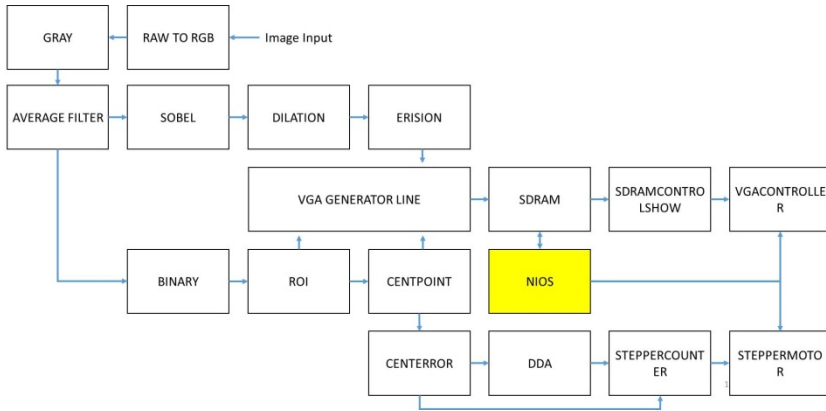 GRAY
RAW TO RGB
Image Input
AVERAGE FILTER
SOBEL
DILATION
ERISION
VGA GENERATOR LINE
SDRAM
SDRAMCONTRO
LSHOW
VGACONTROLLE
R
BINARY
ROI
CENTPOINT
NIOS
CENTERROR
DDA
STEPPERCOUNT
ER
STEPPERMOTO
R
1